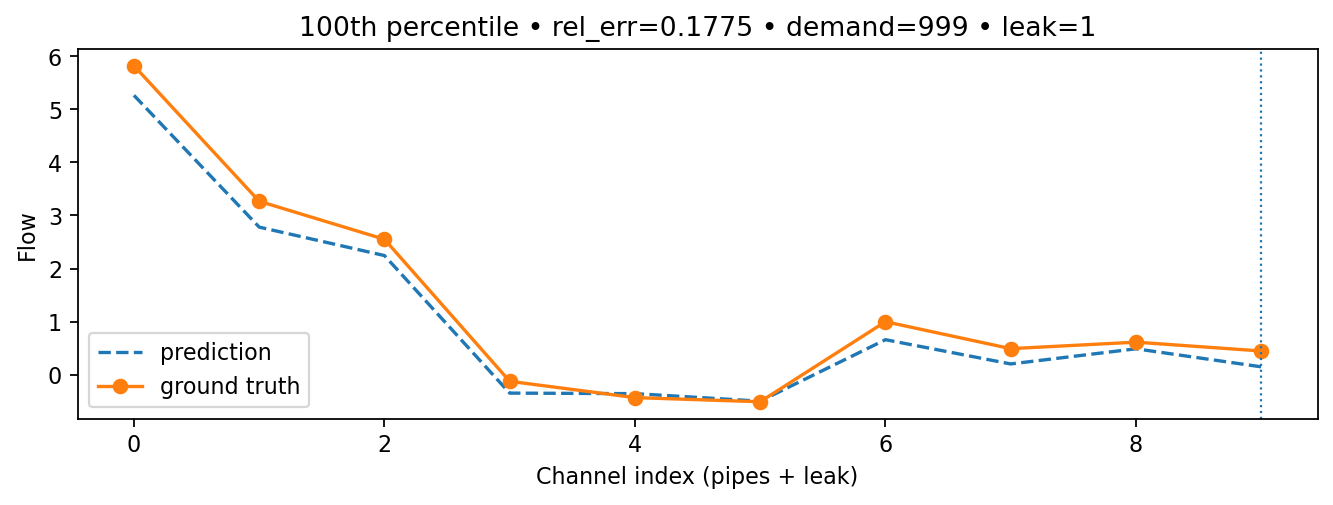 100th percentile • rel_err=0.1775 • demand=999 • leak=1
6
5
4
3
2
1
0
Flow
prediction
ground truth
0 2 4 6 8
Channel index (pipes + leak)